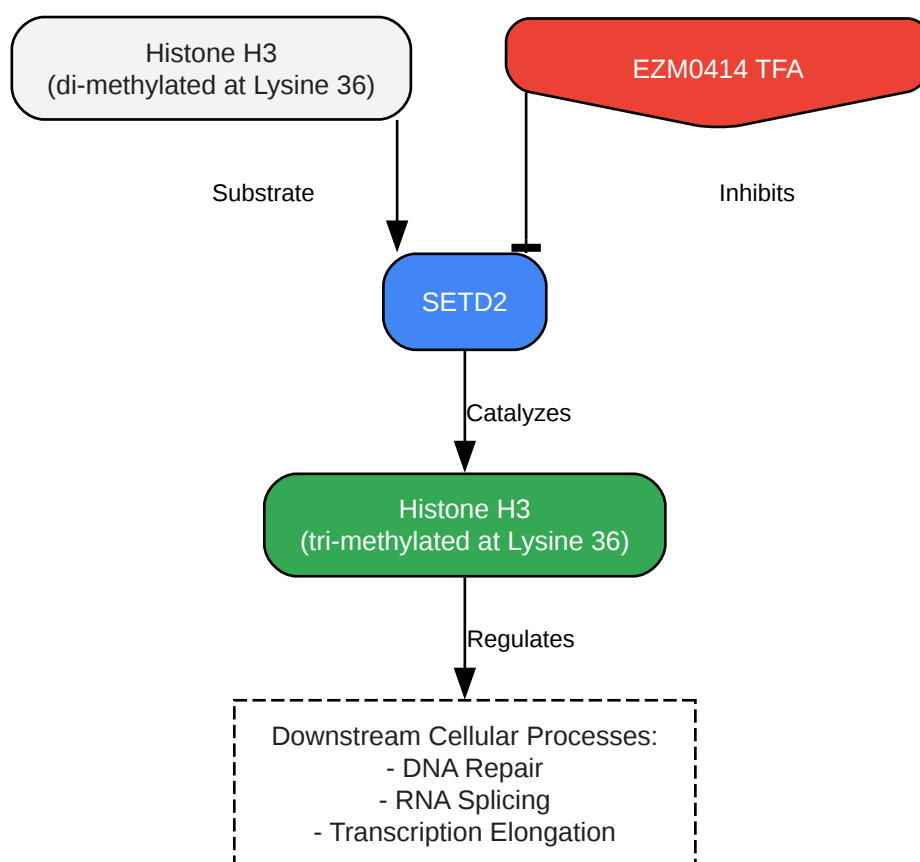 Histone H3
(di-methylated at Lysine 36)
EZM0414 TFA
Substrate
Inhibits
SETD2
Catalyzes
Histone H3
(tri-methylated at Lysine 36)
Regulates
Downstream Cellular Processes:
- DNA Repair
- RNA Splicing
- Transcription Elongation